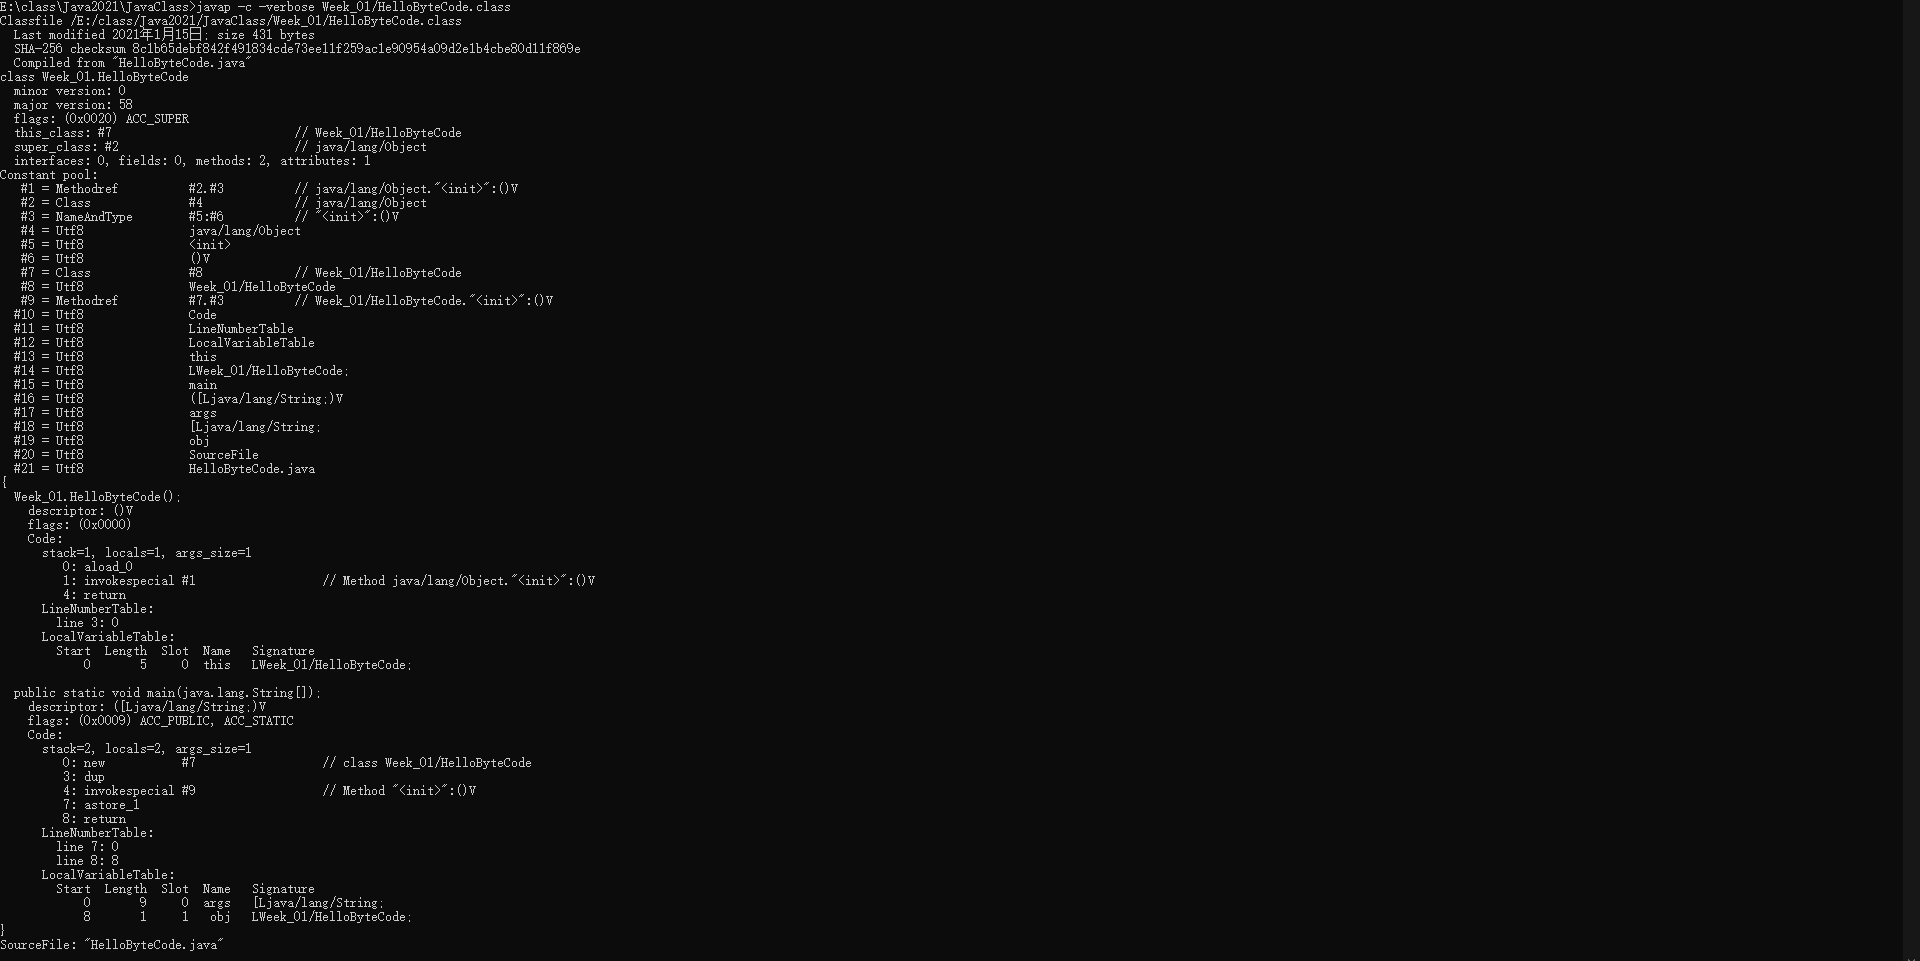 E:\class\Java2021\JavaClass>javap -c -verbose Week_01/HelloByteCode.class
Classfile /E:/class/Java2021/JavaClass/Week_01/HelloByteCode.class
  Last modified 2021年1月15日; size 431 bytes
  SHA-256 checksum 8c1b65debf842f491834cde73ee11f259ac1e90954a09d2e1b4cbe80d11f869e
  Compiled from "HelloByteCode.java"
class Week_01.HelloByteCode
  minor version: 0
  major version: 58
  flags: (0x0020) ACC_SUPER
  this_class: #7                          // Week_01/HelloByteCode
  super_class: #2                         // java/lang/Object
  interfaces: 0, fields: 0, methods: 2, attributes: 1
Constant pool:
   #1 = Methodref          #2.#3          // java/lang/Object."<init>":()V
   #2 = Class              #4             // java/lang/Object
   #3 = NameAndType        #5:#6          // "<init>":()V
   #4 = Utf8               java/lang/Object
   #5 = Utf8               <init>
   #6 = Utf8               ()V
   #7 = Class              #8             // Week_01/HelloByteCode
   #8 = Utf8               Week_01/HelloByteCode
   #9 = Methodref          #7.#3          // Week_01/HelloByteCode."<init>":()V
  #10 = Utf8               Code
  #11 = Utf8               LineNumberTable
  #12 = Utf8               LocalVariableTable
  #13 = Utf8               this
  #14 = Utf8               LWeek_01/HelloByteCode;
  #15 = Utf8               main
  #16 = Utf8               ([Ljava/lang/String;)V
  #17 = Utf8               args
  #18 = Utf8               [Ljava/lang/String;
  #19 = Utf8               obj
  #20 = Utf8               SourceFile
  #21 = Utf8               HelloByteCode.java
{
  Week_01.HelloByteCode();
    descriptor: ()V
    flags: (0x0000)
    Code:
      stack=1, locals=1, args_size=1
         0: aload_0
         1: invokespecial #1                  // Method java/lang/Object."<init>":()V
         4: return
      LineNumberTable:
        line 3: 0
      LocalVariableTable:
        Start  Length  Slot  Name   Signature
            0       5     0  this   LWeek_01/HelloByteCode;

  public static void main(java.lang.String[]);
    descriptor: ([Ljava/lang/String;)V
    flags: (0x0009) ACC_PUBLIC, ACC_STATIC
    Code:
      stack=2, locals=2, args_size=1
         0: new           #7                  // class Week_01/HelloByteCode
         3: dup
         4: invokespecial #9                  // Method "<init>":()V
         7: astore_1
         8: return
      LineNumberTable:
        line 7: 0
        line 8: 8
      LocalVariableTable:
        Start  Length  Slot  Name   Signature
            0       9     0  args   [Ljava/lang/String;
            8       1     1   obj   LWeek_01/HelloByteCode;
}
SourceFile: "HelloByteCode.java"